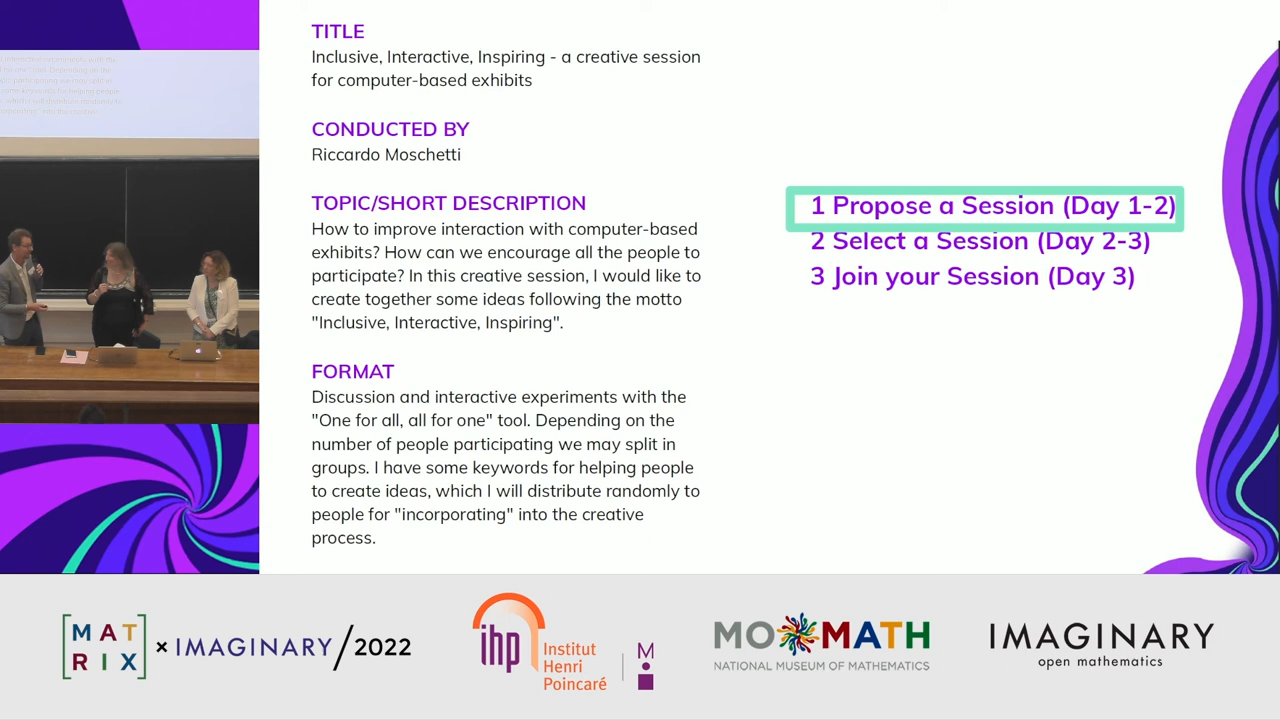 TITLE
Inclusive, Interactive, Inspiring - a creative session
for computer-based exhibits
CONDUCTED BY
Riccardo Moschetti
TOPIC/SHORT DESCRIPTION
How to improve interaction with computer-based
exhibits? How can we encourage all the people to
participate? In this creative session, I would like to
create together some ideas following the motto
"Inclusive, Interactive, Inspiring".
FORMAT
Discussion and interactive experiments with the
"One for all, all for one" tool. Depending on the
number of people participating we may split in
groups. I have some keywords for helping people
to create ideas, which I will distribute randomly to
people for "incorporating" into the creative
process.
1 Propose a Session (Day 1-2)
2 Select a Session (Day 2-3)
3 Join your Session (Day 3)
[MAT
RIX] × IMAGINARY/2022
ihp Institut
Henri
Poincaré
M
MOMATH
NATIONAL MUSEUM OF MATHEMATICS
IMAGINARY
open mathematics